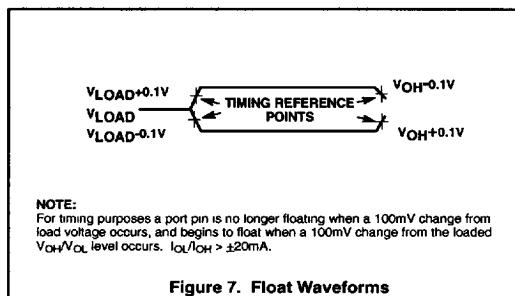 VLOAD+0.1V
VLOAD
VLOAD-0.1V
TIMING REFERENCE
POINTS
VOH-0.1V
VOH+0.1V
NOTE:
For timing purposes a port pin is no longer floating when a 100mV change from
load voltage occurs, and begins to float when a 100mV change from the loaded
VOH/VOL level occurs. IOL/IOH > ±20mA.
Figure 7. Float Waveforms